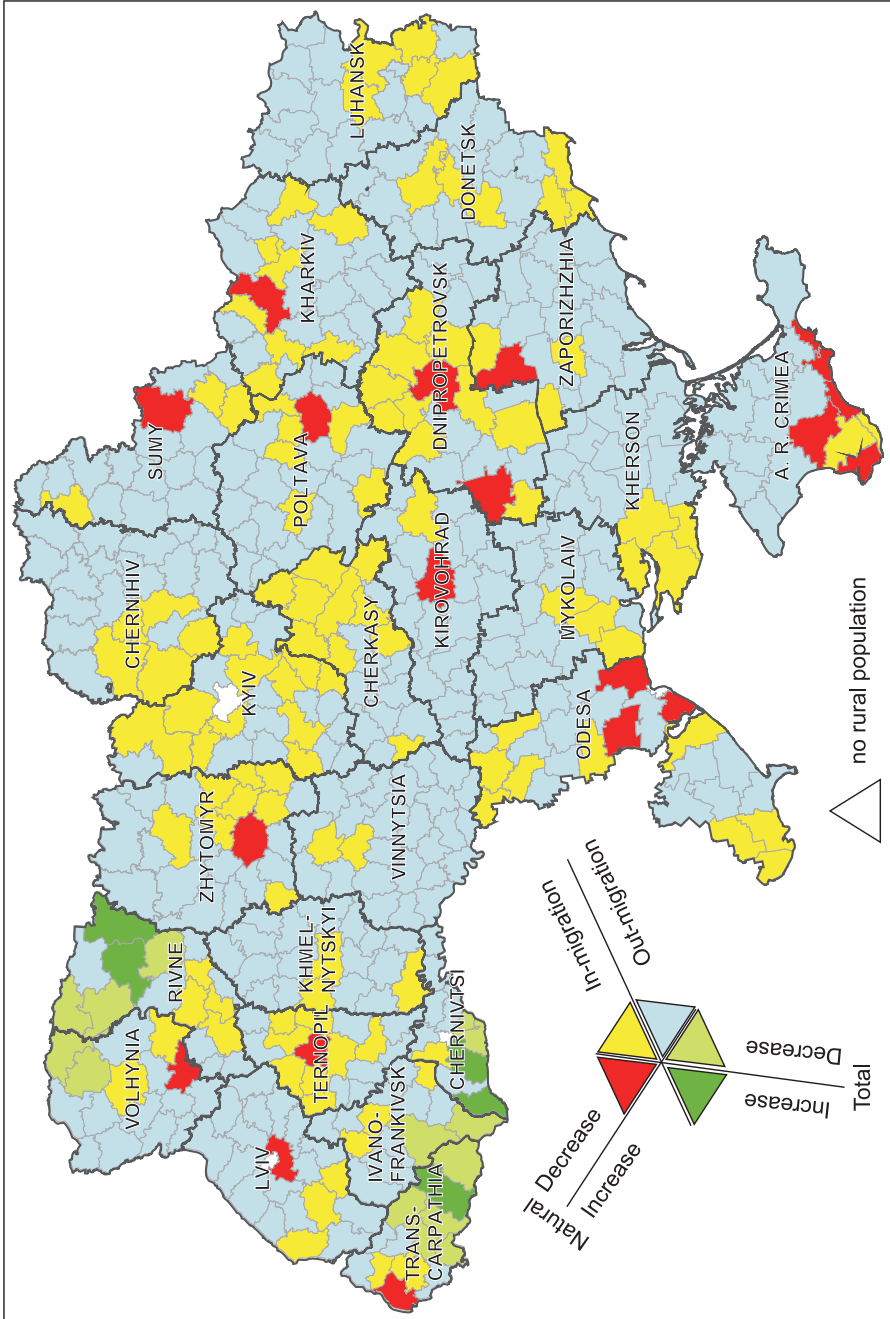 VOLHYNIA
RIVNE
ZHYTOMYR
KYIV
CHERNIHIV
SUMY
LVIV
TERNOPIL
KHMEL-
NYTSKYI
VINNYTSIA
CHERKASY
POLTAVA
KHARKIV
LUHANSK
TRANS-
CARPATHIA
IVANO-
FRANKIVSK
CHERNIVTSI
KIROVOHRAD
DNIPROPETROVSK
DONETSK
ODESA
MYKOLAIV
KHERSON
ZAPORIZHZHIA
A. R. CRIMEA
Natural
Decrease
Increase
In-migration
Out-migration
Increase
Decrease
Total
no rural population